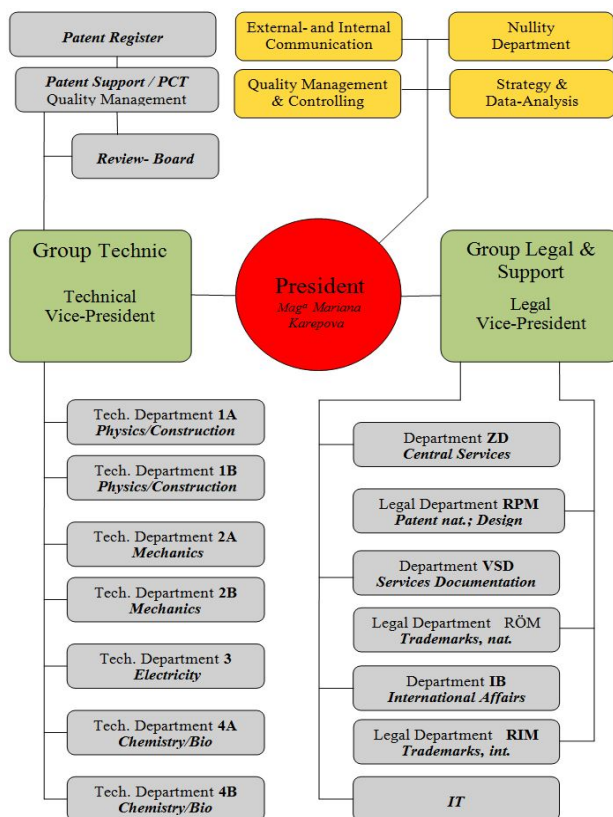 Patent Register
Patent Support / PCT
Quality Management
Review- Board
External- and Internal
Communication
Nullity
Department
Quality Management
& Controlling
Strategy &
Data-Analysis
Group Technic
Technical
Vice-President
President
Magª Mariana
Karepova
Group Legal &
Support
Legal
Vice-President
Tech. Department 1A
Physics/Construction
Tech. Department 1B
Physics/Construction
Tech. Department 2A
Mechanics
Tech. Department 2B
Mechanics
Tech. Department 3
Electricity
Tech. Department 4A
Chemistry/Bio
Tech. Department 4B
Chemistry/Bio
Department ZD
Central Services
Legal Department RPM
Patent nat.; Design
Department VSD
Services Documentation
Legal Department RÖM
Trademarks, nat.
Department IB
International Affairs
Legal Department RIM
Trademarks, int.
IT